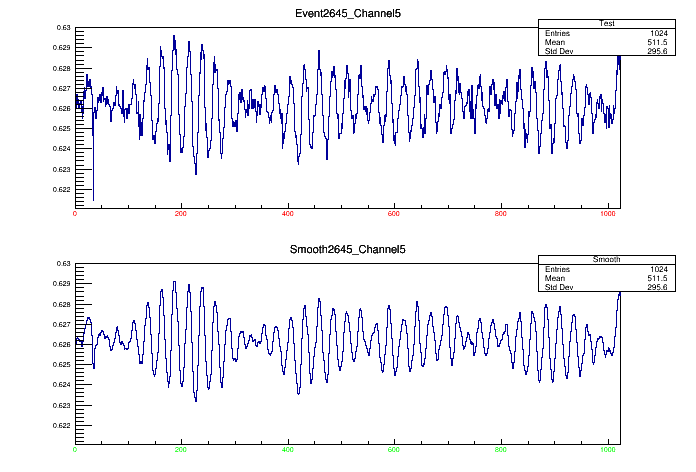 Event2645_Channel5
Test
Entries 1024
Mean 511.5
Std Dev 295.6
0.63
0.629
0.628
0.627
0.626
0.625
0.624
0.623
0.622
0 200 400 600 800 1000
Smooth2645_Channel5
Smooth
Entries 1024
Mean 511.5
Std Dev 295.6
0.63
0.629
0.628
0.627
0.626
0.625
0.624
0.623
0.622
0 200 400 600 800 1000